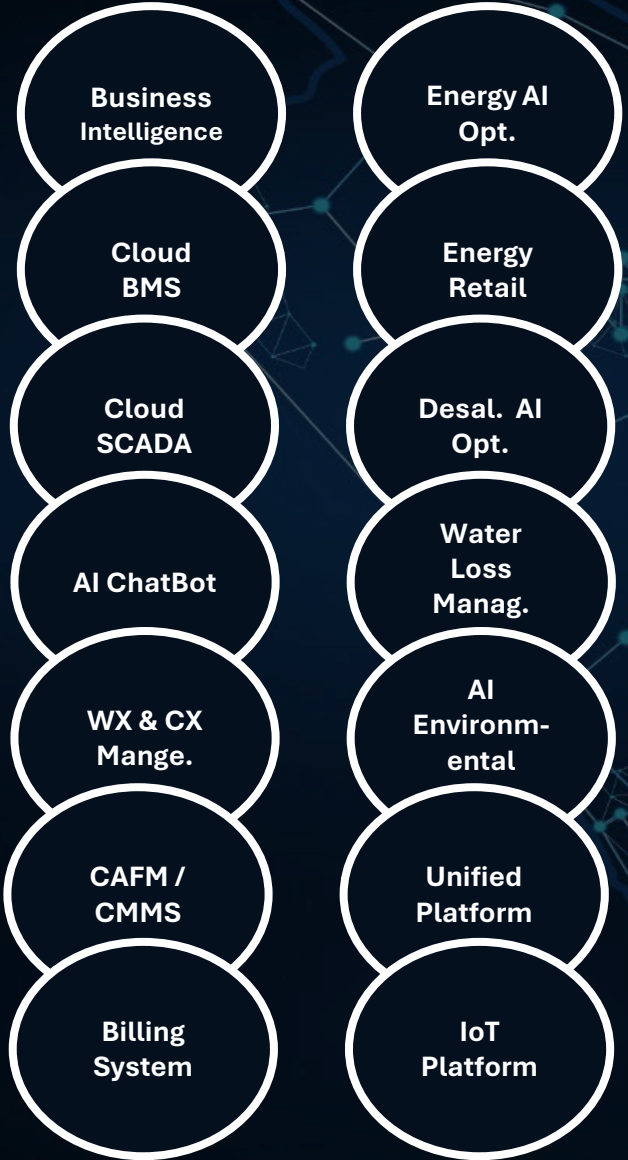 Business
Intelligence
Cloud
BMS
Cloud
SCADA
AI ChatBot
WX & CX
Mange.
CAFM /
CMMS
Billing
System
Energy AI
Opt.
Energy
Retail
Desal.  AI
Opt.
Water
Loss
Manag.
AI
Environm-
ental
Unified
Platform
IoT
Platform